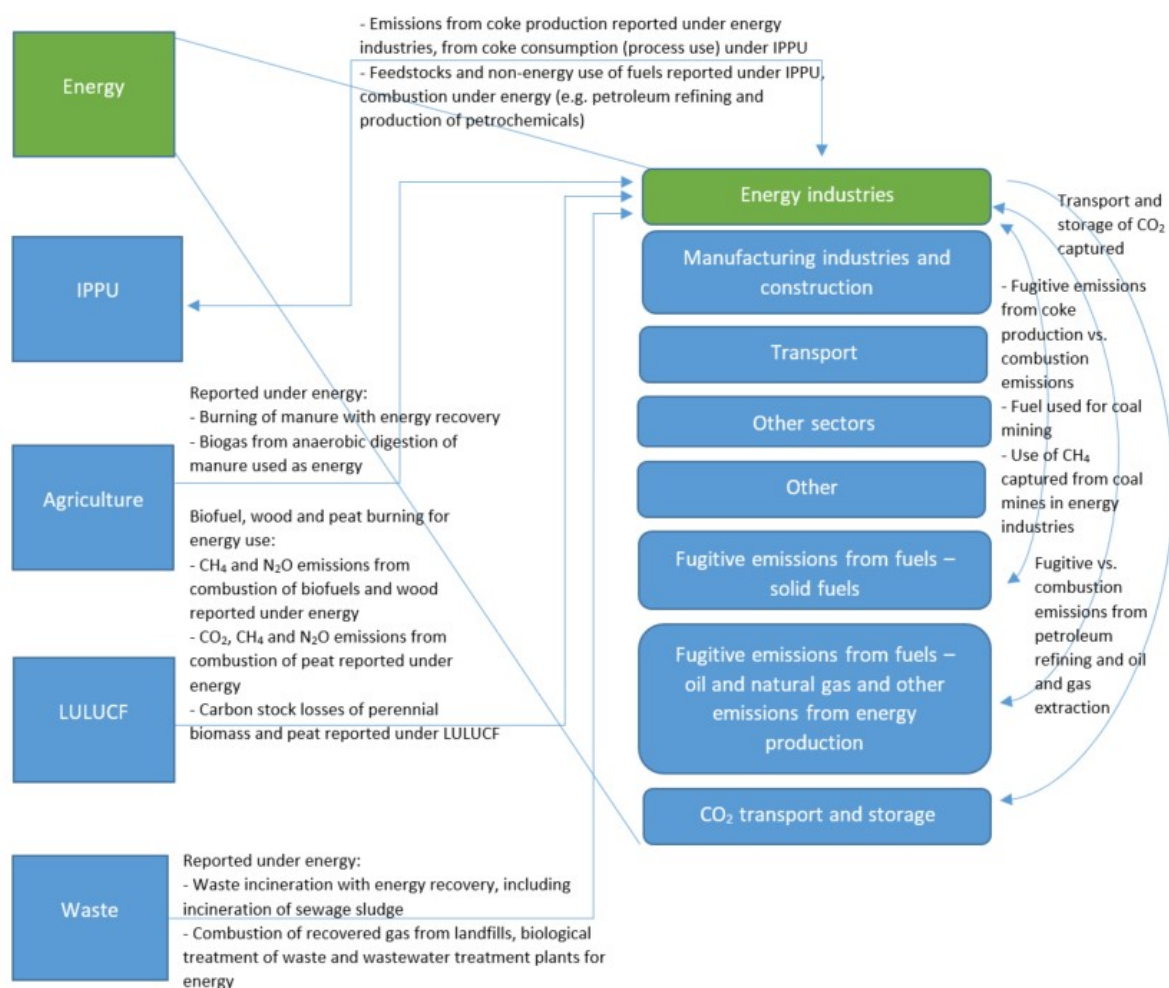 - Emissions from coke production reported under energy
industries, from coke consumption (process use) under IPPU
- Feedstocks and non-energy use of fuels reported under IPPU,
combustion under energy (e.g. petroleum refining and
production of petrochemicals)
Energy
IPPU
Agriculture
LULUCF
Waste
Reported under energy:
- Burning of manure with energy recovery
- Biogas from anaerobic digestion of
manure used as energy
Biofuel, wood and peat burning for
energy use:
- CH₄ and N₂O emissions from
combustion of biofuels and wood
reported under energy
- CO₂, CH₄ and N₂O emissions from
combustion of peat reported under
energy
- Carbon stock losses of perennial
biomass and peat reported under LULUCF
Reported under energy:
- Waste incineration with energy recovery, including
incineration of sewage sludge
- Combustion of recovered gas from landfills, biological
treatment of waste and wastewater treatment plants for
energy
Energy industries
Manufacturing industries and
construction
Transport
Other sectors
Other
Fugitive emissions from fuels –
solid fuels
Fugitive emissions from fuels –
oil and natural gas and other
emissions from energy
production
CO₂ transport and storage
Transport and
storage of CO₂
captured
- Fugitive emissions
from coke
production vs.
combustion
emissions
- Fuel used for coal
mining
- Use of CH₄
captured from coal
mines in energy
industries
Fugitive vs.
combustion
emissions from
petroleum
refining and oil
and gas
extraction